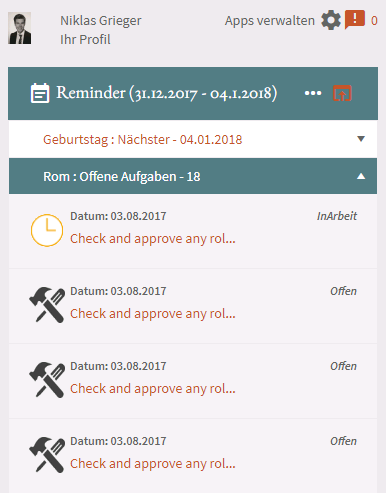 Niklas Grieger
Ihr Profil
Apps verwalten 0
Reminder (31.12.2017 - 04.1.2018)
Geburtstag : Nächster - 04.01.2018
Rom : Offene Aufgaben - 18
Datum: 03.08.2017 InArbeit
Check and approve any rol...
Datum: 03.08.2017 Offen
Check and approve any rol...
Datum: 03.08.2017 Offen
Check and approve any rol...
Datum: 03.08.2017 Offen
Check and approve any rol...